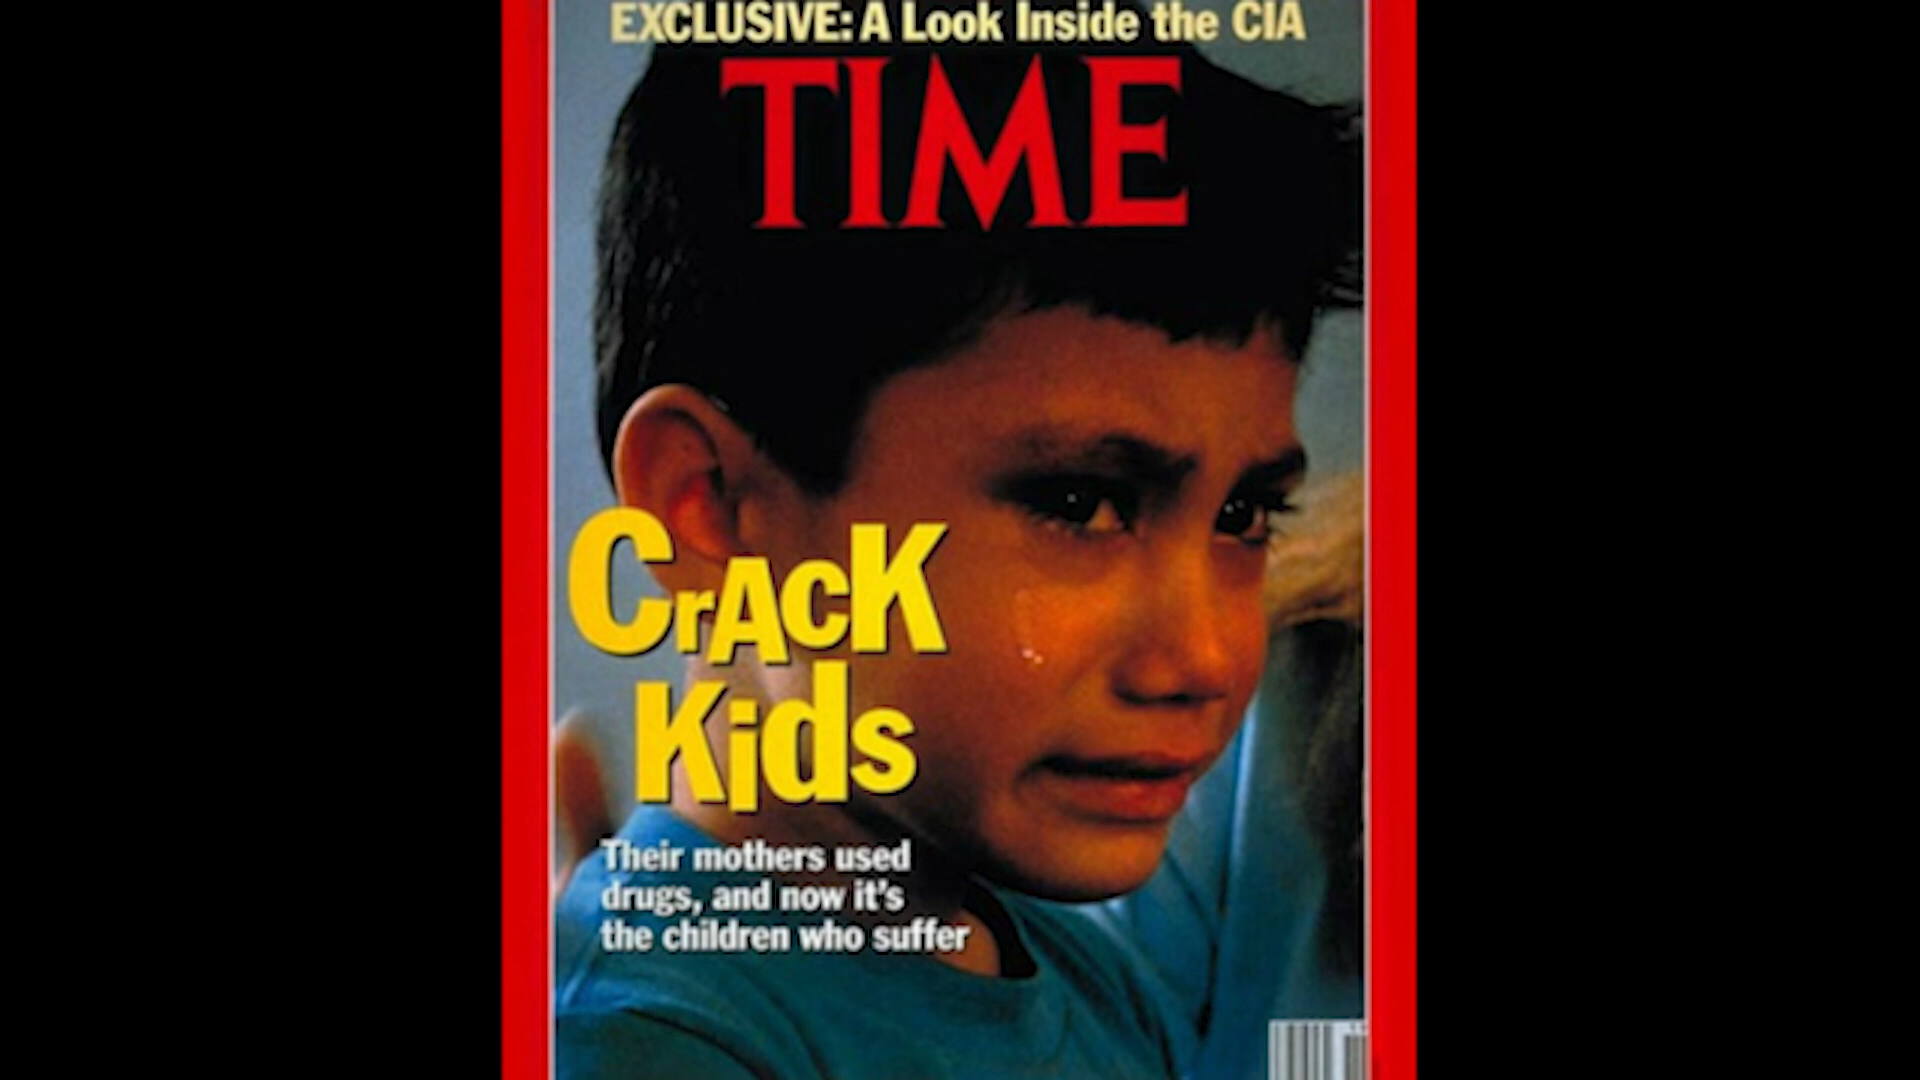 EXCLUSIVE: A Look Inside the CIA
TIME
CrAcK
Kids
Their mothers used
drugs, and now it's
the children who suffer